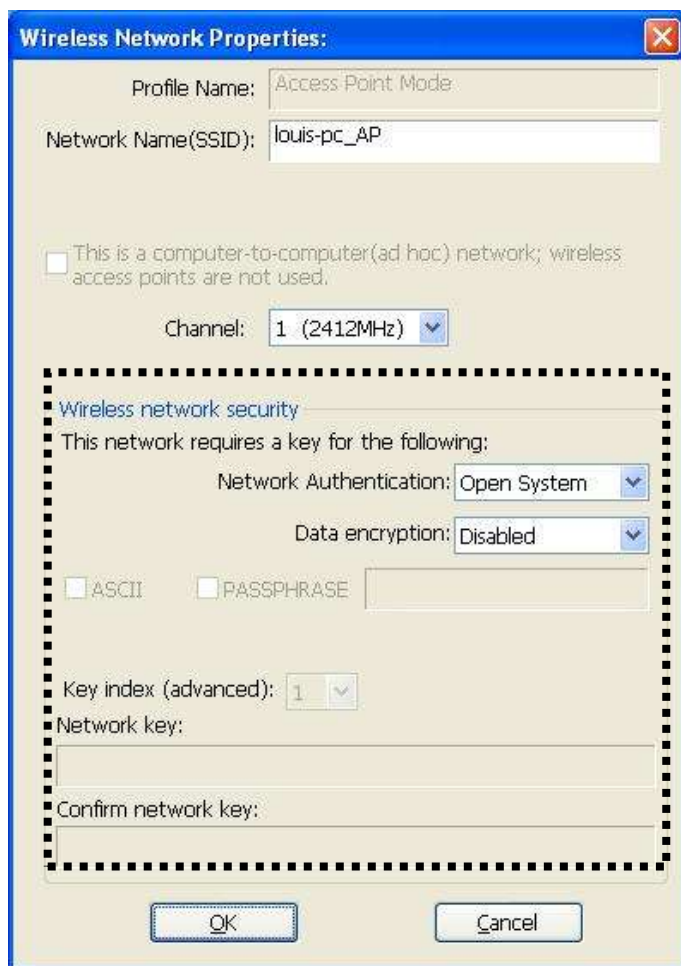 Wireless Network Properties:
Profile Name: Access Point Mode
Network Name(SSID): louis-pc_AP
This is a computer-to-computer(ad hoc) network; wireless
access points are not used.
Channel: 1 (2412MHz)
Wireless network security
This network requires a key for the following:
Network Authentication: Open System
Data encryption: Disabled
ASCII PASSPHRASE
Key index (advanced): 1
Network key:
Confirm network key:
OK Cancel